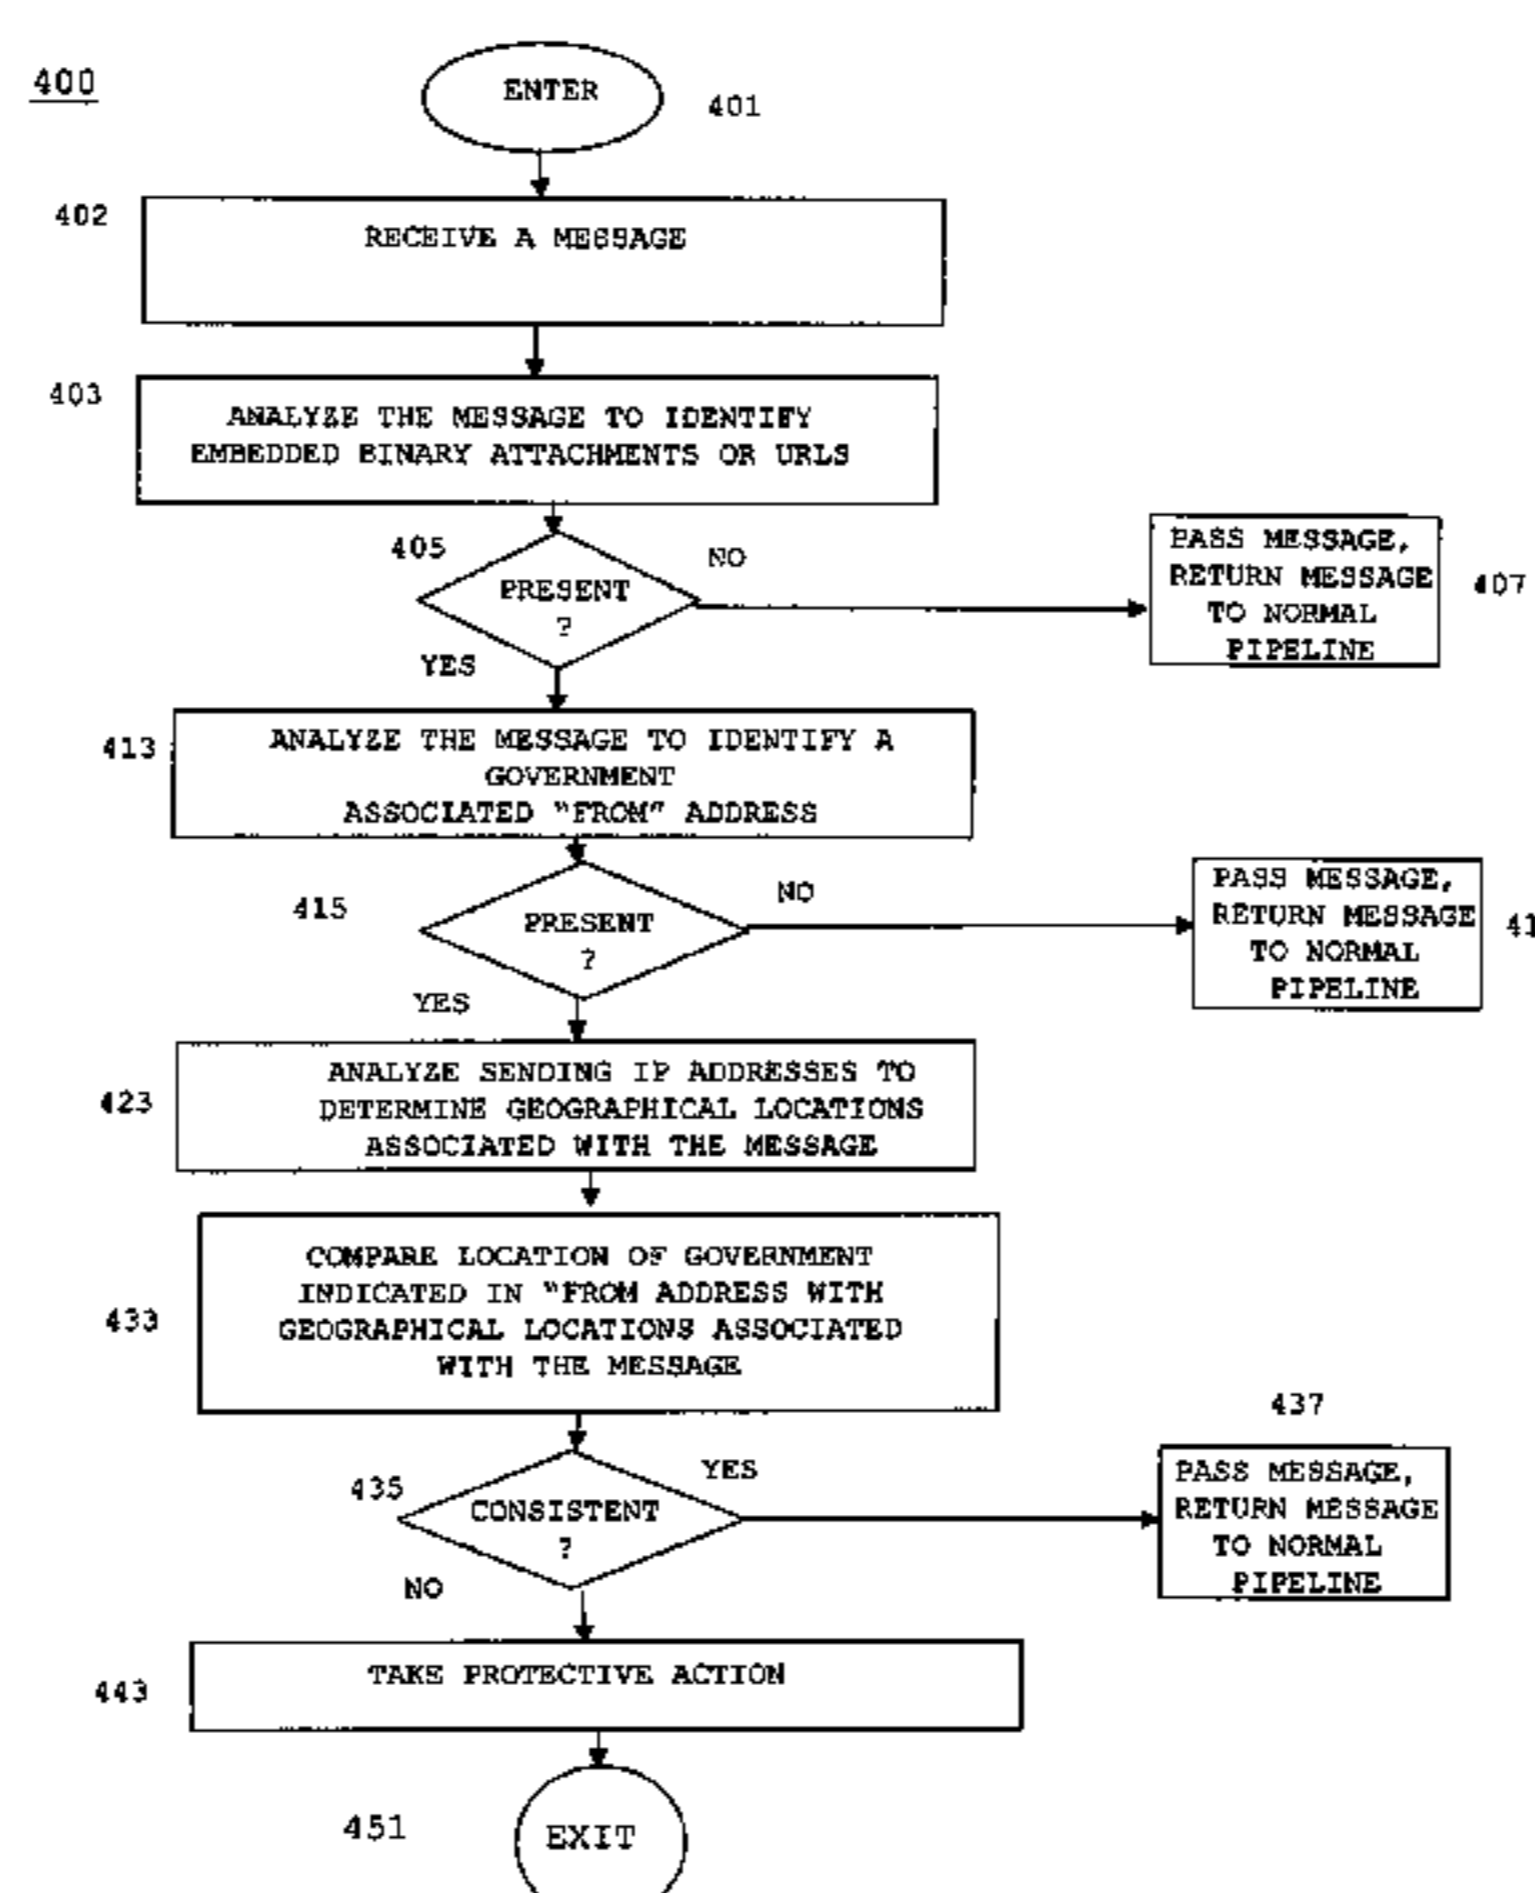 400
ENTER
401
402
RECEIVE A MESSAGE
403
ANALYZE THE MESSAGE TO IDENTIFY
EMBEDDED BINARY ATTACHMENTS OR URLS
405
PRESENT
?
NO
YES
PASS MESSAGE,
RETURN MESSAGE
TO NORMAL
PIPELINE
407
413
ANALYZE THE MESSAGE TO IDENTIFY A
GOVERNMENT
ASSOCIATED "FROM" ADDRESS
415
PRESENT
?
NO
YES
PASS MESSAGE,
RETURN MESSAGE
TO NORMAL
PIPELINE
41
423
ANALYZE SENDING IP ADDRESSES TO
DETERMINE GEOGRAPHICAL LOCATIONS
ASSOCIATED WITH THE MESSAGE
433
COMPARE LOCATION OF GOVERNMENT
INDICATED IN "FROM ADDRESS WITH
GEOGRAPHICAL LOCATIONS ASSOCIATED
WITH THE MESSAGE
435
CONSISTENT
?
YES
NO
437
PASS MESSAGE,
RETURN MESSAGE
TO NORMAL
PIPELINE
443
TAKE PROTECTIVE ACTION
451
EXIT